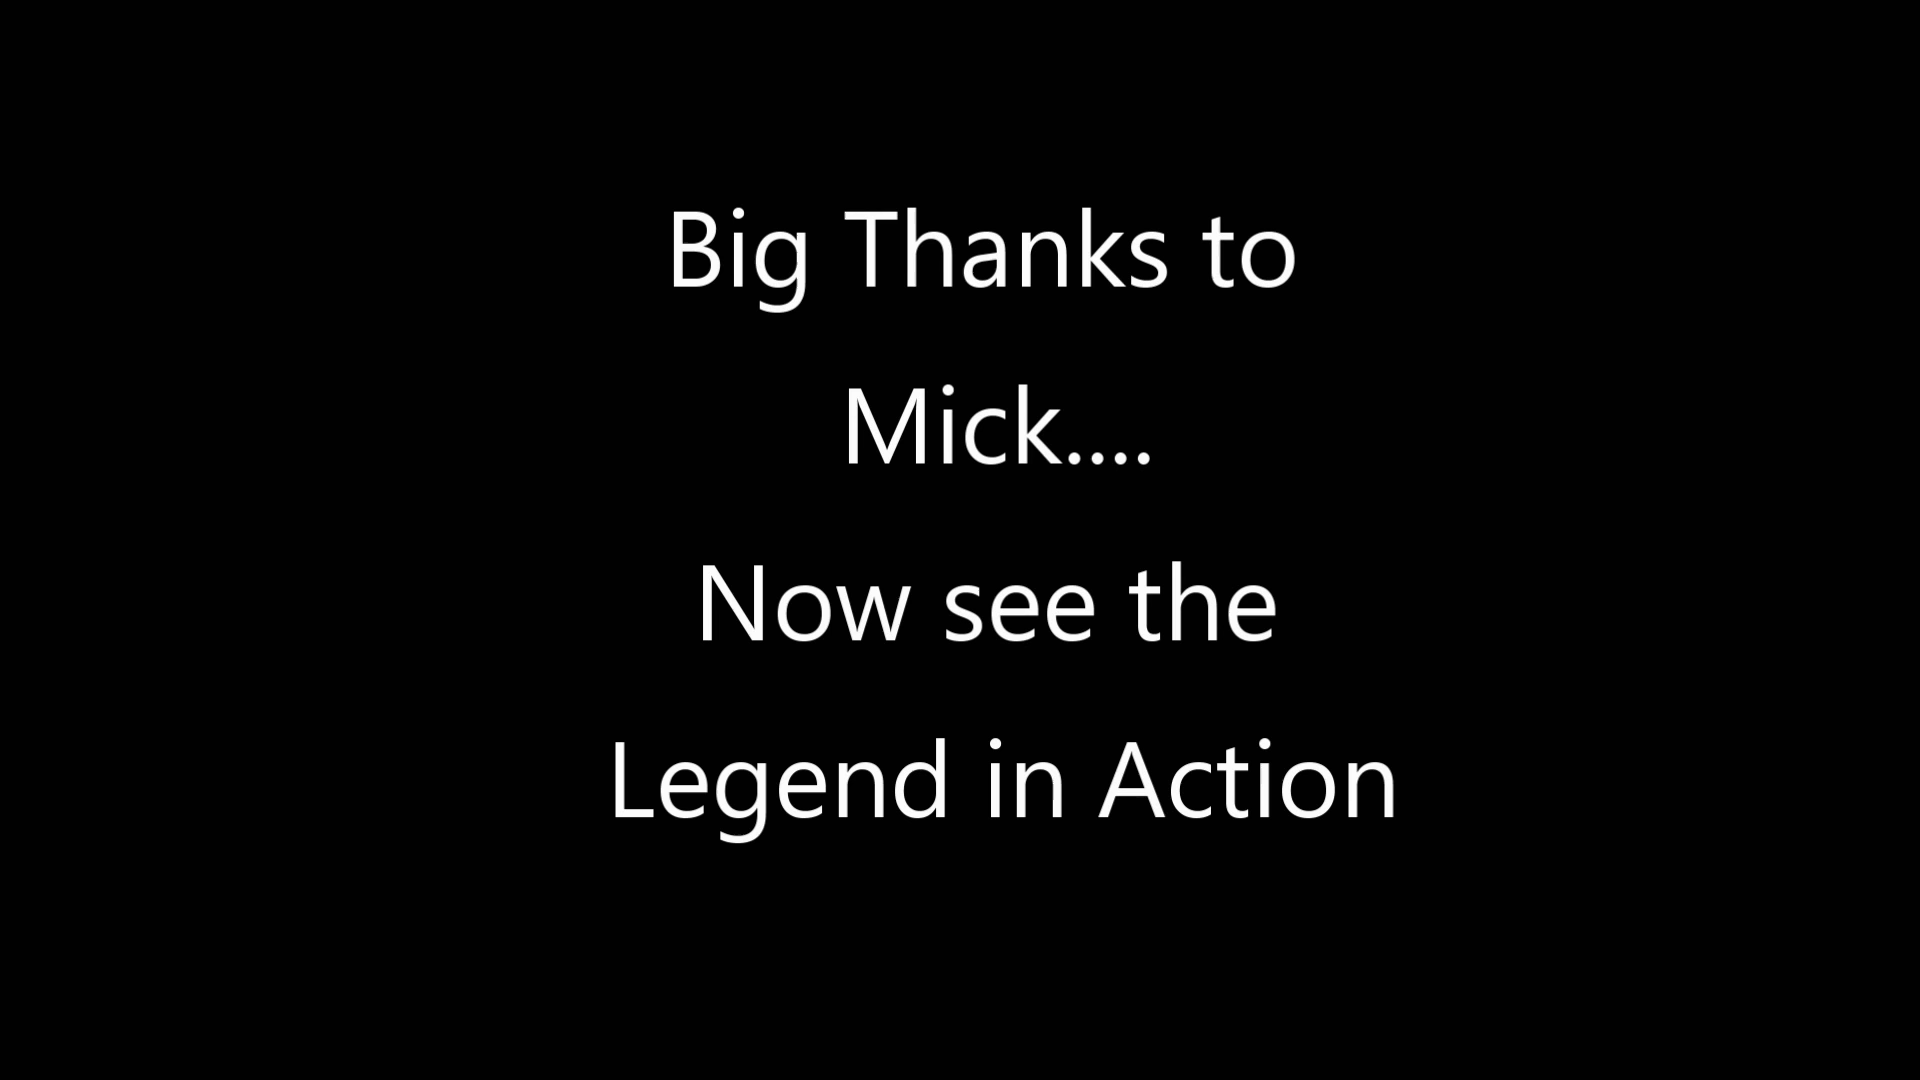 Big Thanks to
Mick....
Now see the
Legend in Action